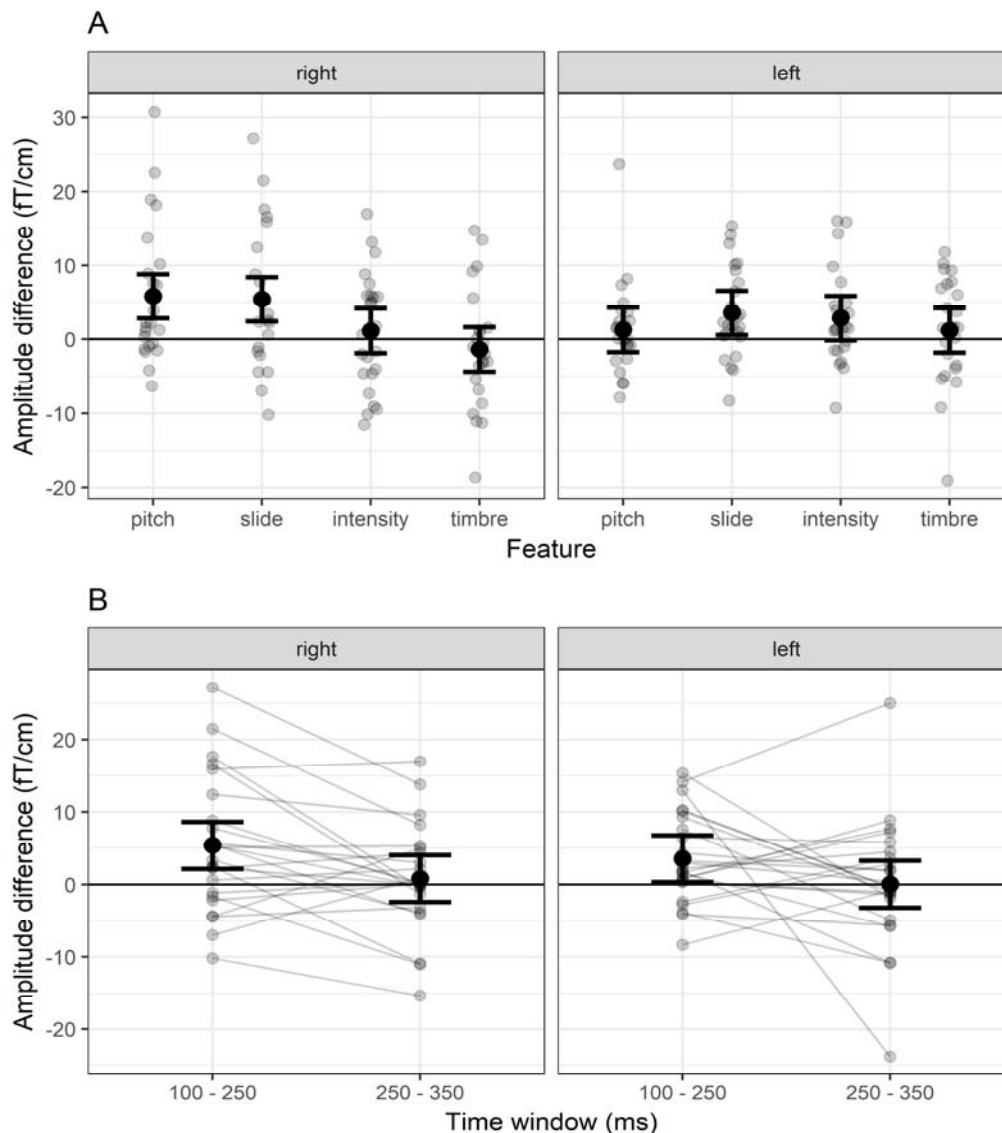 A
right
left
Amplitude difference (fT/cm)
30
20
10
0
-10
-20
pitch slide intensity timbre
pitch slide intensity timbre
Feature
B
right
left
Amplitude difference (fT/cm)
20
10
0
-10
-20
100 - 250 250 - 350
100 - 250 250 - 350
Time window (ms)